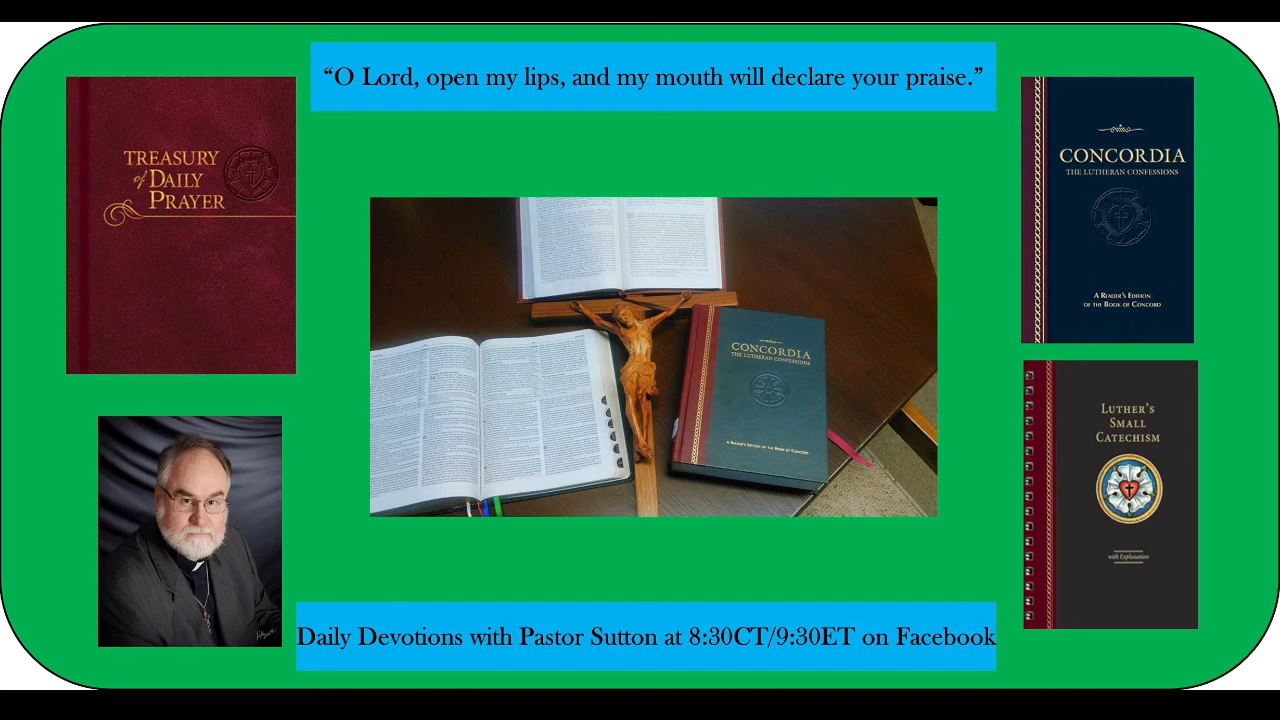 “O Lord, open my lips, and my mouth will declare your praise.”
TREASURY
of DAILY
PRAYER
CONCORDIA
THE LUTHERAN CONFESSIONS
A READER'S EDITION
OF THE BOOK OF CONCORD
CONCORDIA
THE LUTHERAN CONFESSIONS
A READER'S EDITION OF THE BOOK OF CONCORD
LUTHER'S
SMALL
CATECHISM
with Explanation
Daily Devotions with Pastor Sutton at 8:30CT/9:30ET on Facebook